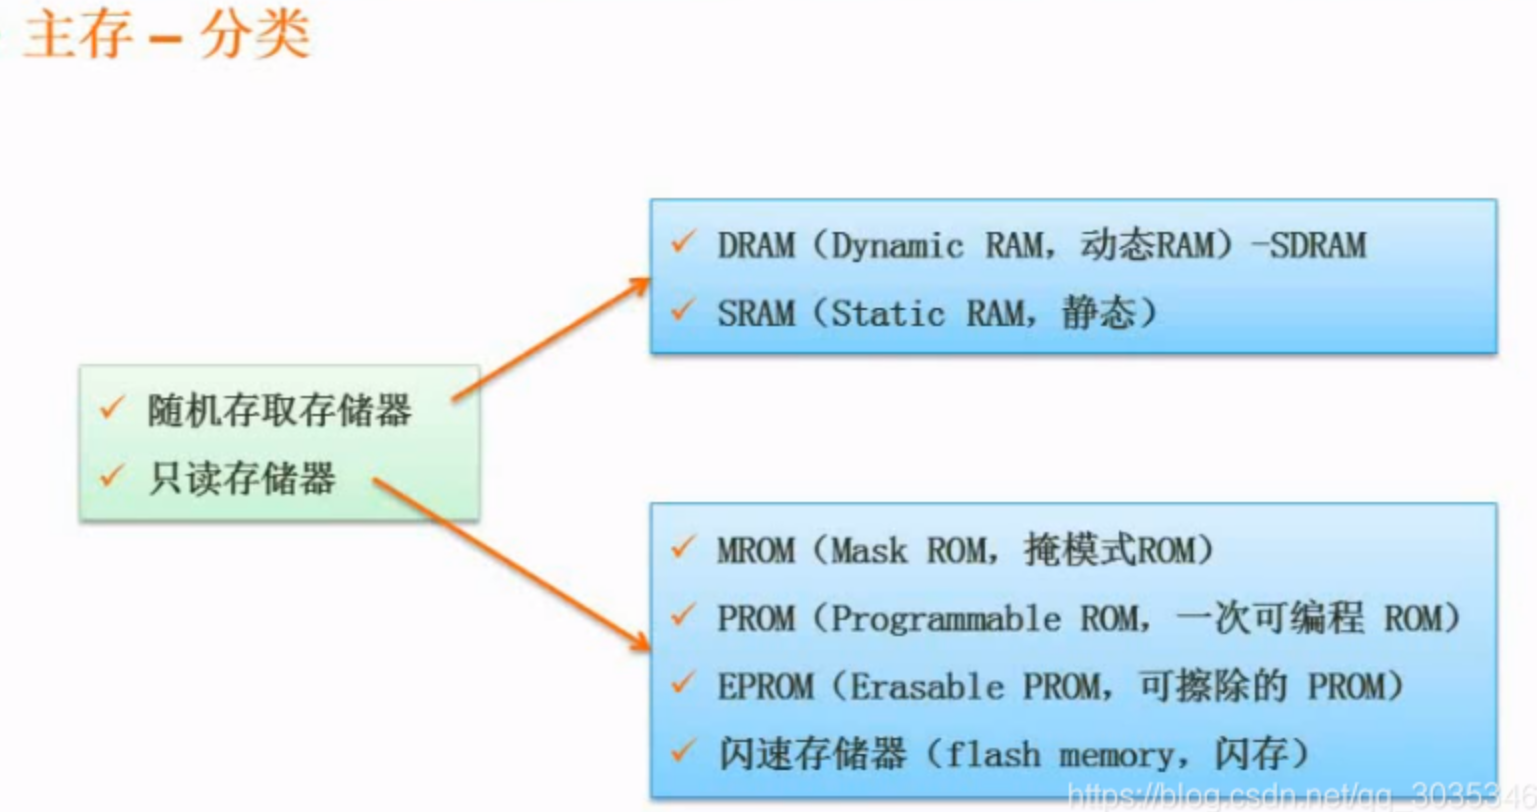 主存 – 分类
DRAM（Dynamic RAM，动态RAM）-SDRAM
SRAM（Static RAM，静态）
随机存取存储器
只读存储器
MROM（Mask ROM，掩模式ROM）
PROM（Programmable ROM，一次可编程 ROM）
EPROM（Erasable PROM，可擦除的 PROM）
闪速存储器（flash memory，闪存）
https://blog.csdn.net/qq_3035346